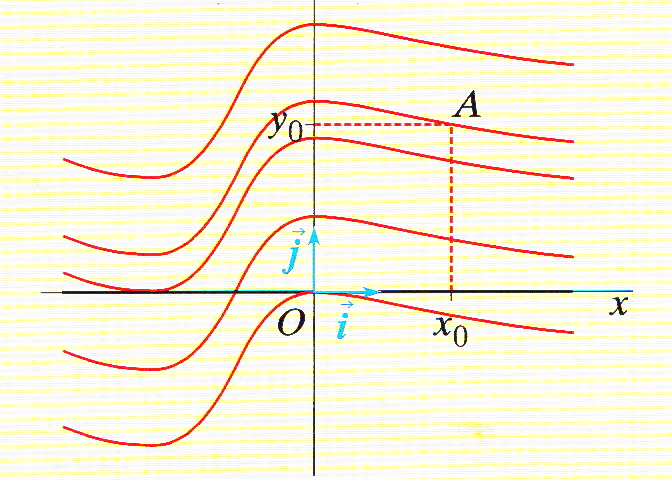 A
y₀
j⃗
O
i⃗
x₀
x